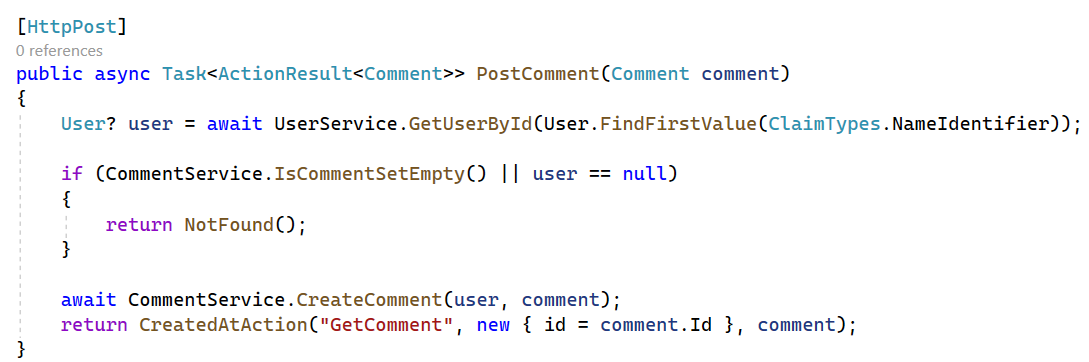 [HttpPost]
0 references
public async Task<ActionResult<Comment>> PostComment(Comment comment)
{
    User? user = await UserService.GetUserById(User.FindFirstValue(ClaimTypes.NameIdentifier));
    if (CommentService.IsCommentSetEmpty() || user == null)
    {
        return NotFound();
    }
    await CommentService.CreateComment(user, comment);
    return CreatedAtAction("GetComment", new { id = comment.Id }, comment);
}